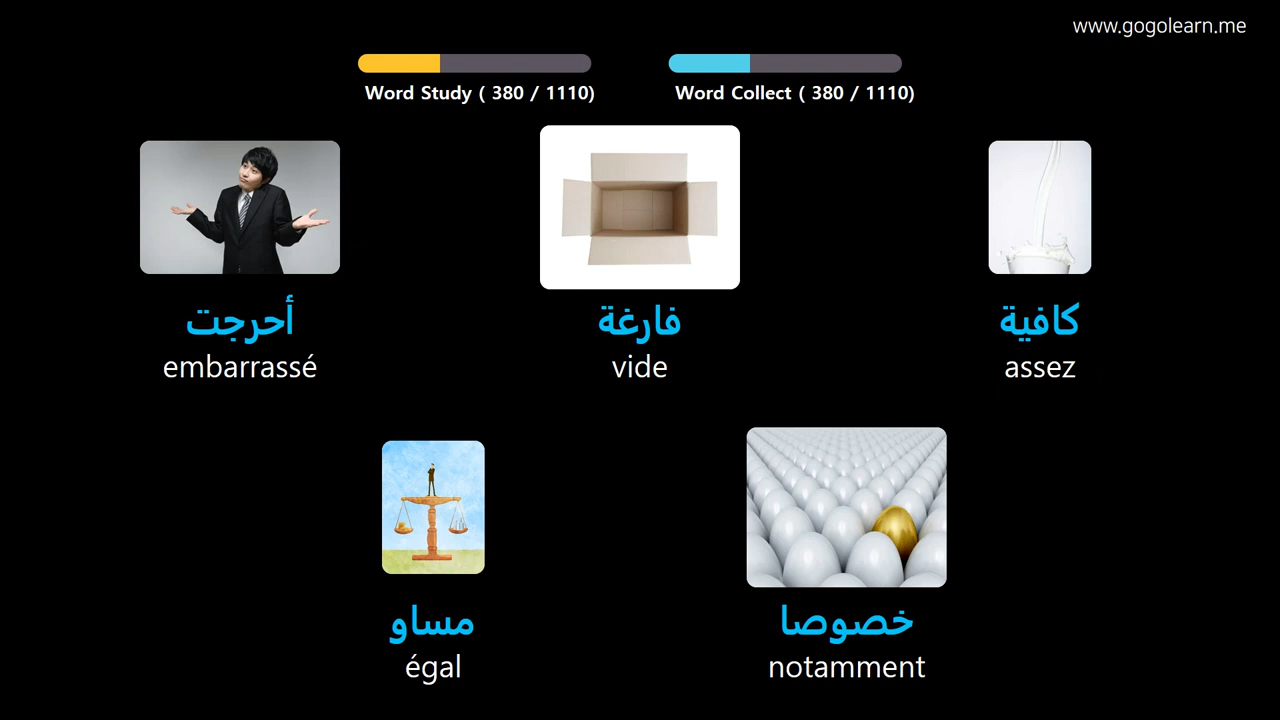 www.gogolearn.me
Word Study ( 380 / 1110)
Word Collect ( 380 / 1110)
أحرجت
embarrassé
فارغة
vide
كافية
assez
مساو
égal
خصوصا
notamment